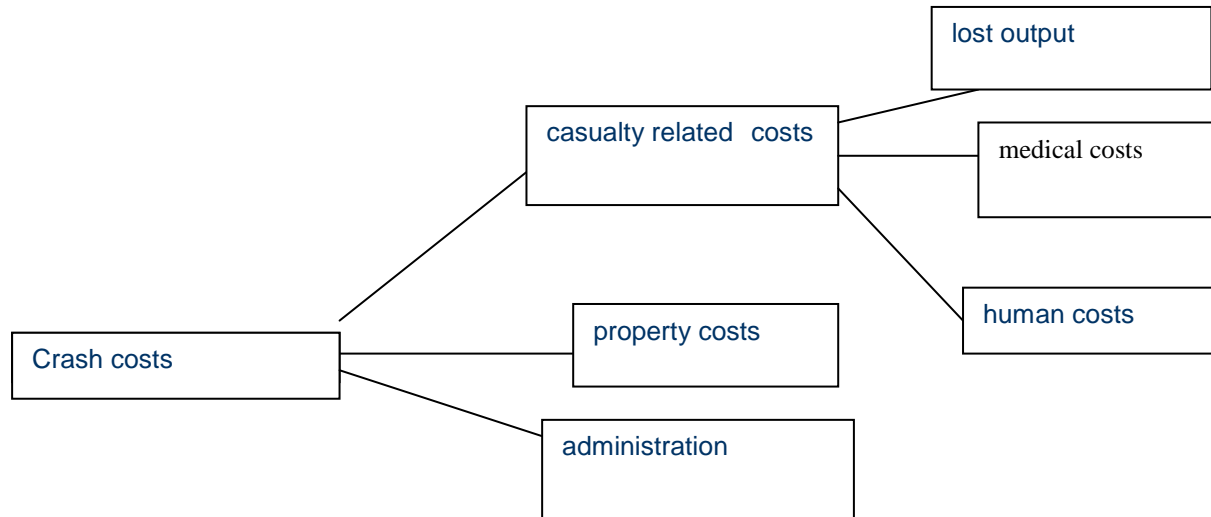 lost output
casualty related costs
medical costs
human costs
property costs
Crash costs
administration